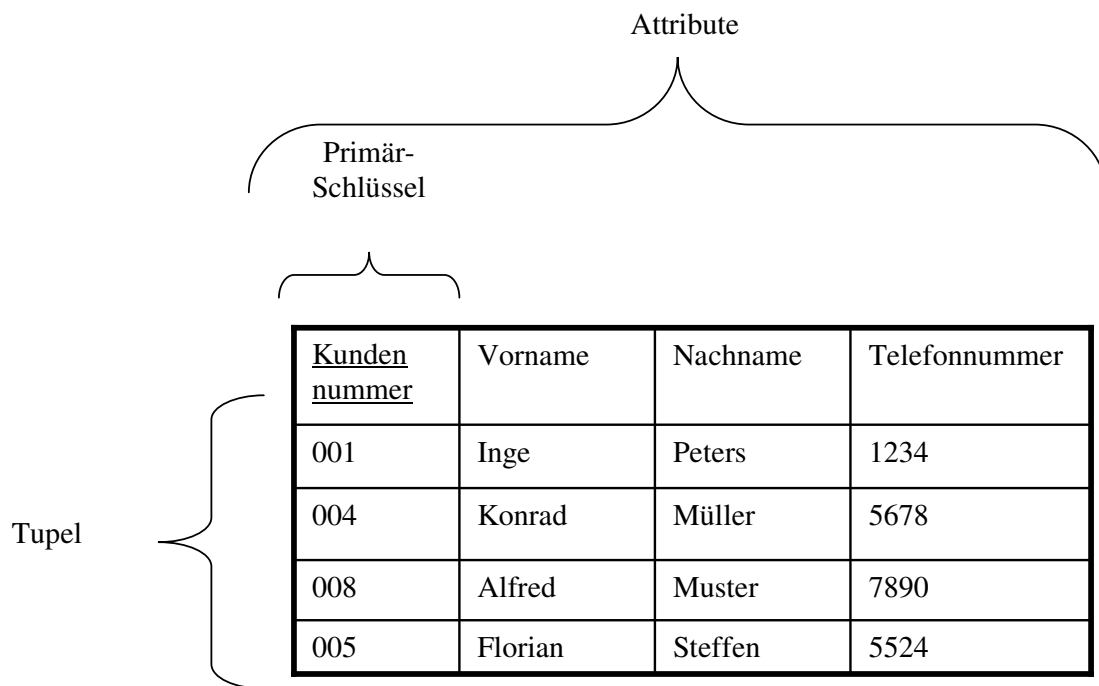 Attribute
Primär-
Schlüssel
Kunden Vorname Nachname Telefonnummer
nummer
001 Inge Peters 1234
Tupel
004 Konrad Müller 5678
008 Alfred Muster 7890
005 Florian Steffen 5524